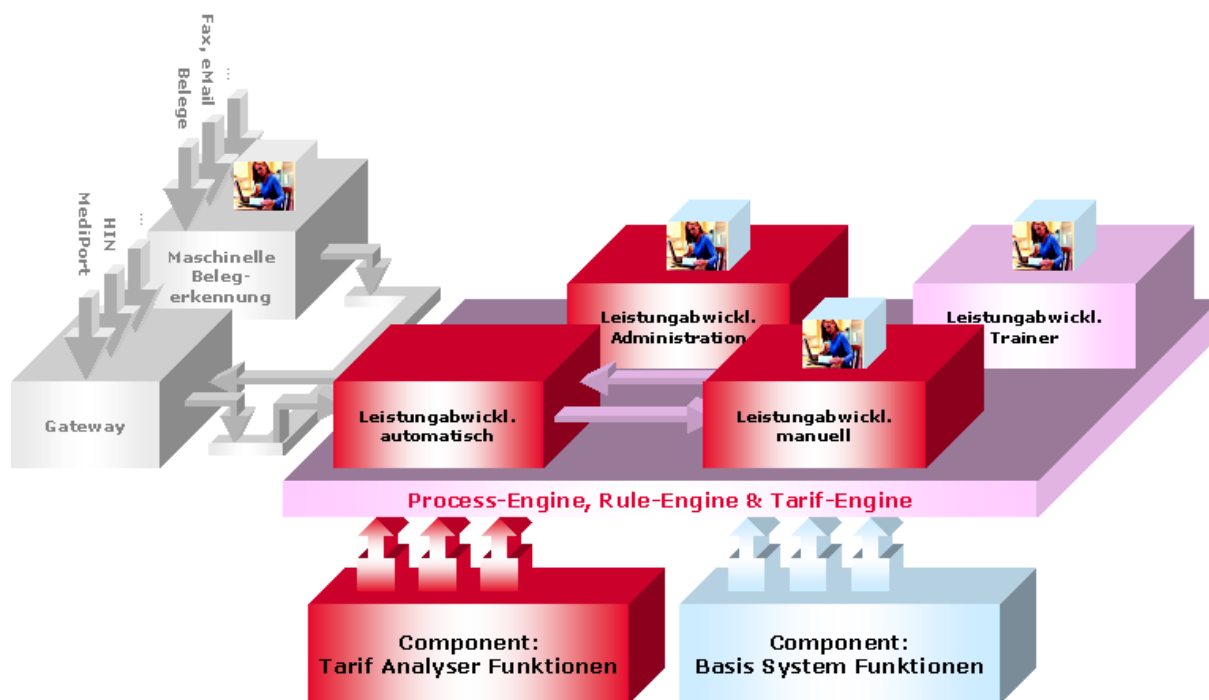 Fax, eMail
...
Belege
MediPort
HIN
...
Maschinelle
Beleg-
erkennung
Gateway
Leistungabwickl.
Administration
Leistungabwickl.
Trainer
Leistungabwickl.
automatisch
Leistungabwickl.
manuell
Process-Engine, Rule-Engine & Tarif-Engine
Component:
Tarif Analyser Funktionen
Component:
Basis System Funktionen